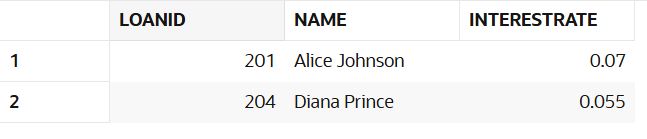 LOANID NAME INTERESTRATE
1 201 Alice Johnson 0.07
2 204 Diana Prince 0.055